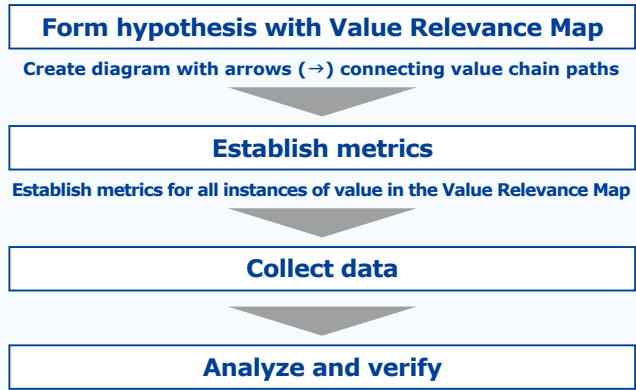 Form hypothesis with Value Relevance Map
Create diagram with arrows (→) connecting value chain paths
Establish metrics
Establish metrics for all instances of value in the Value Relevance Map
Collect data
Analyze and verify